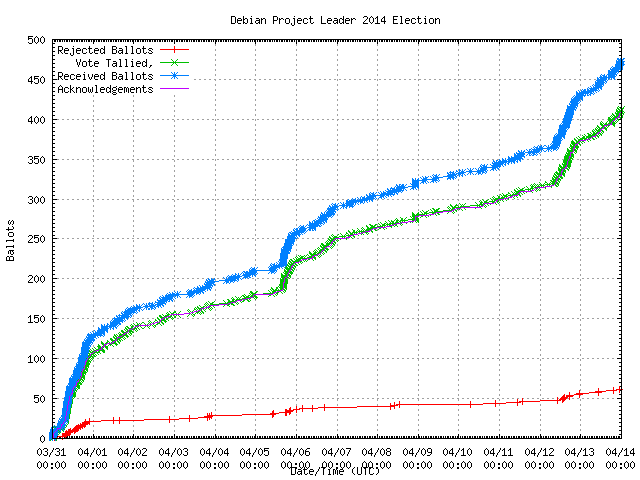 Debian Project Leader 2014 Election
500
450
400
350
300
250
200
150
100
50
0
Ballots
Rejected Ballots
Vote Tallied,
Received Ballots
Acknowledgements
03/31 04/01 04/02 04/03 04/04 04/05 04/06 04/07 04/08 04/09 04/10 04/11 04/12 04/13 04/14
00:00 00:00 00:00 00:00 00:00 00:00 00:00 00:00 00:00 00:00 00:00 00:00 00:00 00:00 00:00
Date/Time (UTC)